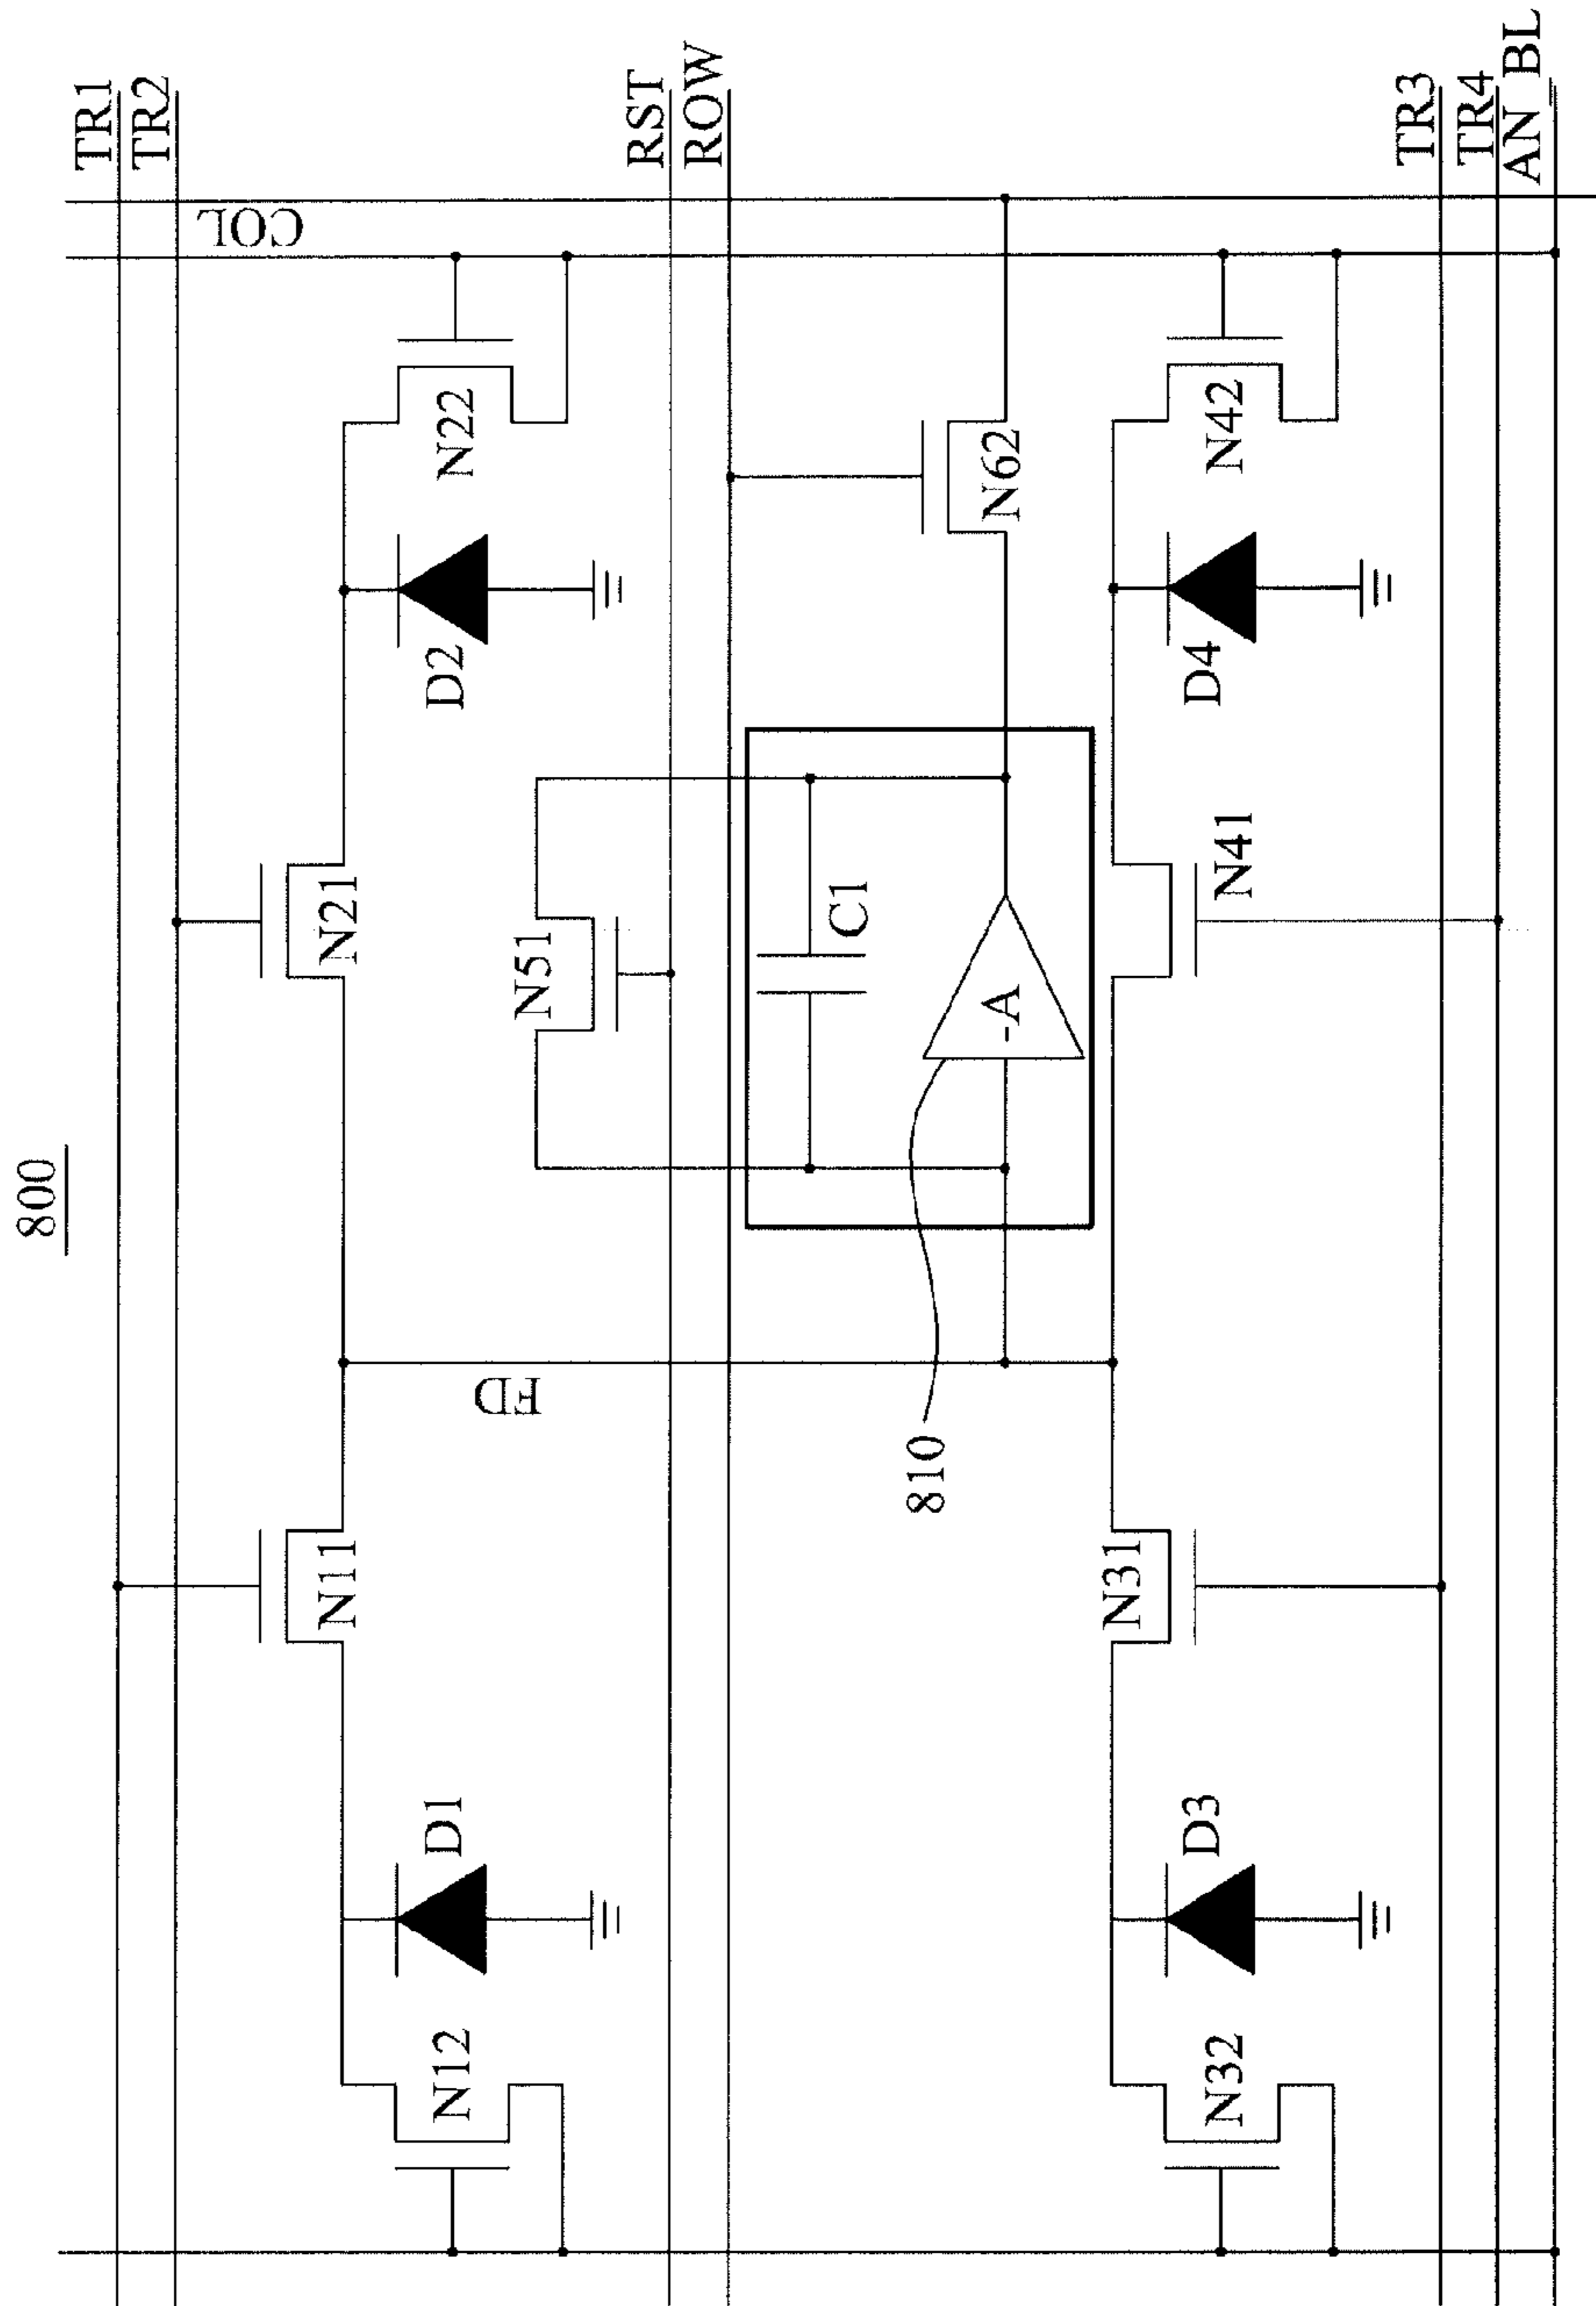 800
TR1
TR2
RST
ROW
TR3
TR4
AN_BL
COL
N22
D2
N21
N51
N62
N42
D4
N41
C1
-A
FD
810
N11
N31
D1
D3
N12
N32